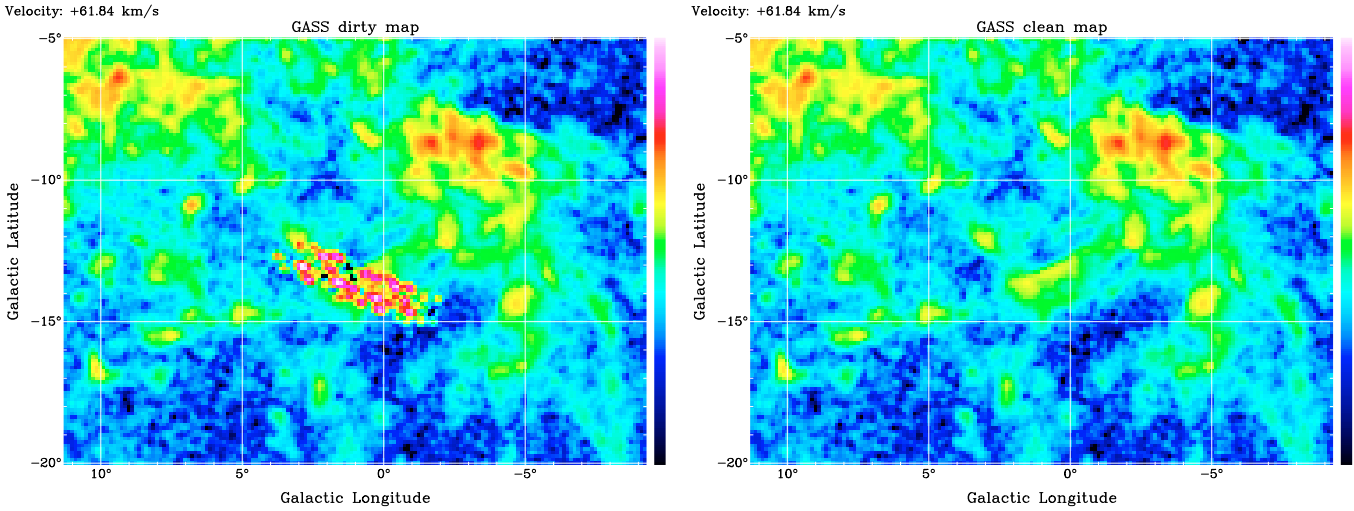 Velocity: +61.84 km/s
GASS dirty map
−5°
−10°
−15°
−20°
Galactic Latitude
10°
5°
0°
−5°
Galactic Longitude
Velocity: +61.84 km/s
GASS clean map
−5°
−10°
−15°
−20°
Galactic Latitude
10°
5°
0°
−5°
Galactic Longitude